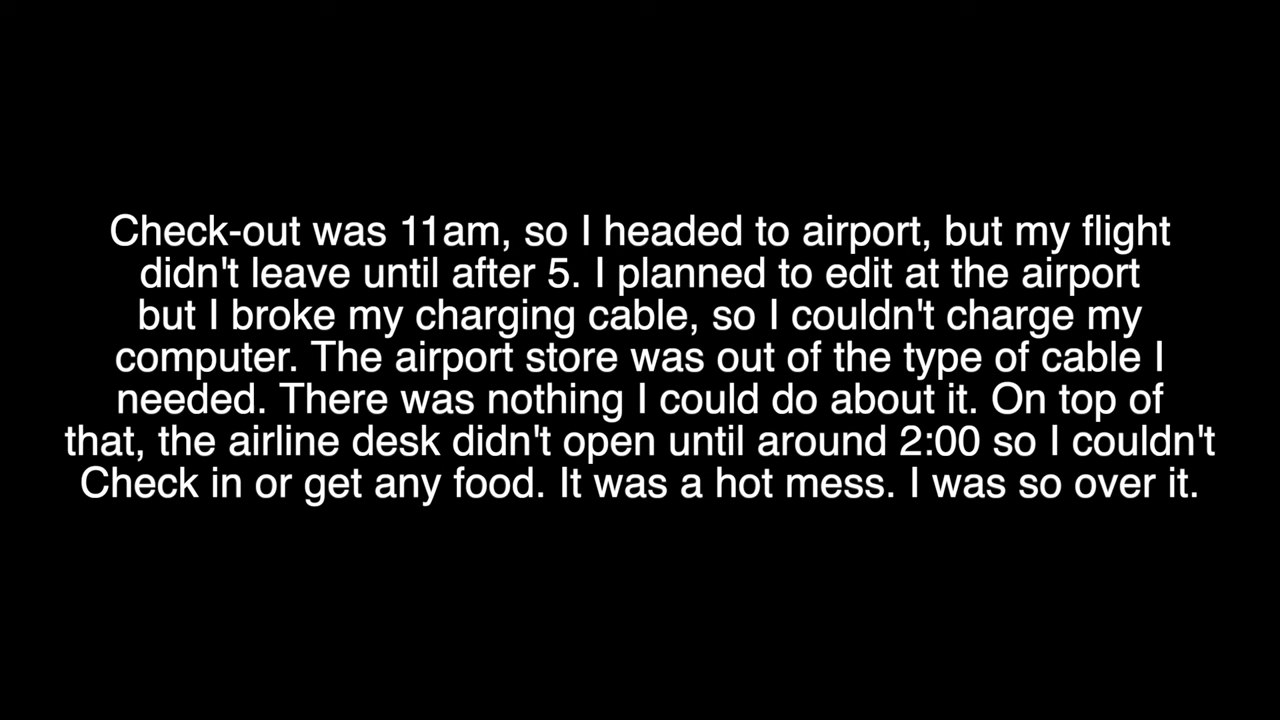 Check-out was 11am, so I headed to airport, but my flight
didn't leave until after 5. I planned to edit at the airport
but I broke my charging cable, so I couldn't charge my
computer. The airport store was out of the type of cable I
needed. There was nothing I could do about it. On top of
that, the airline desk didn't open until around 2:00 so I couldn't
Check in or get any food. It was a hot mess. I was so over it.